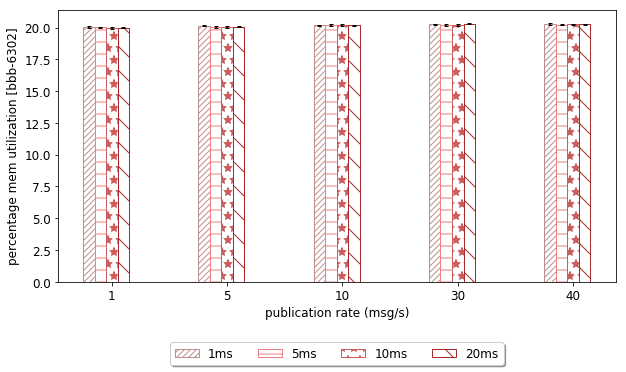 percentage mem utilization [bbb-6302]
20.0
17.5
15.0
12.5
10.0
7.5
5.0
2.5
0.0
1 5 10 30 40
publication rate (msg/s)
1ms 5ms 10ms 20ms